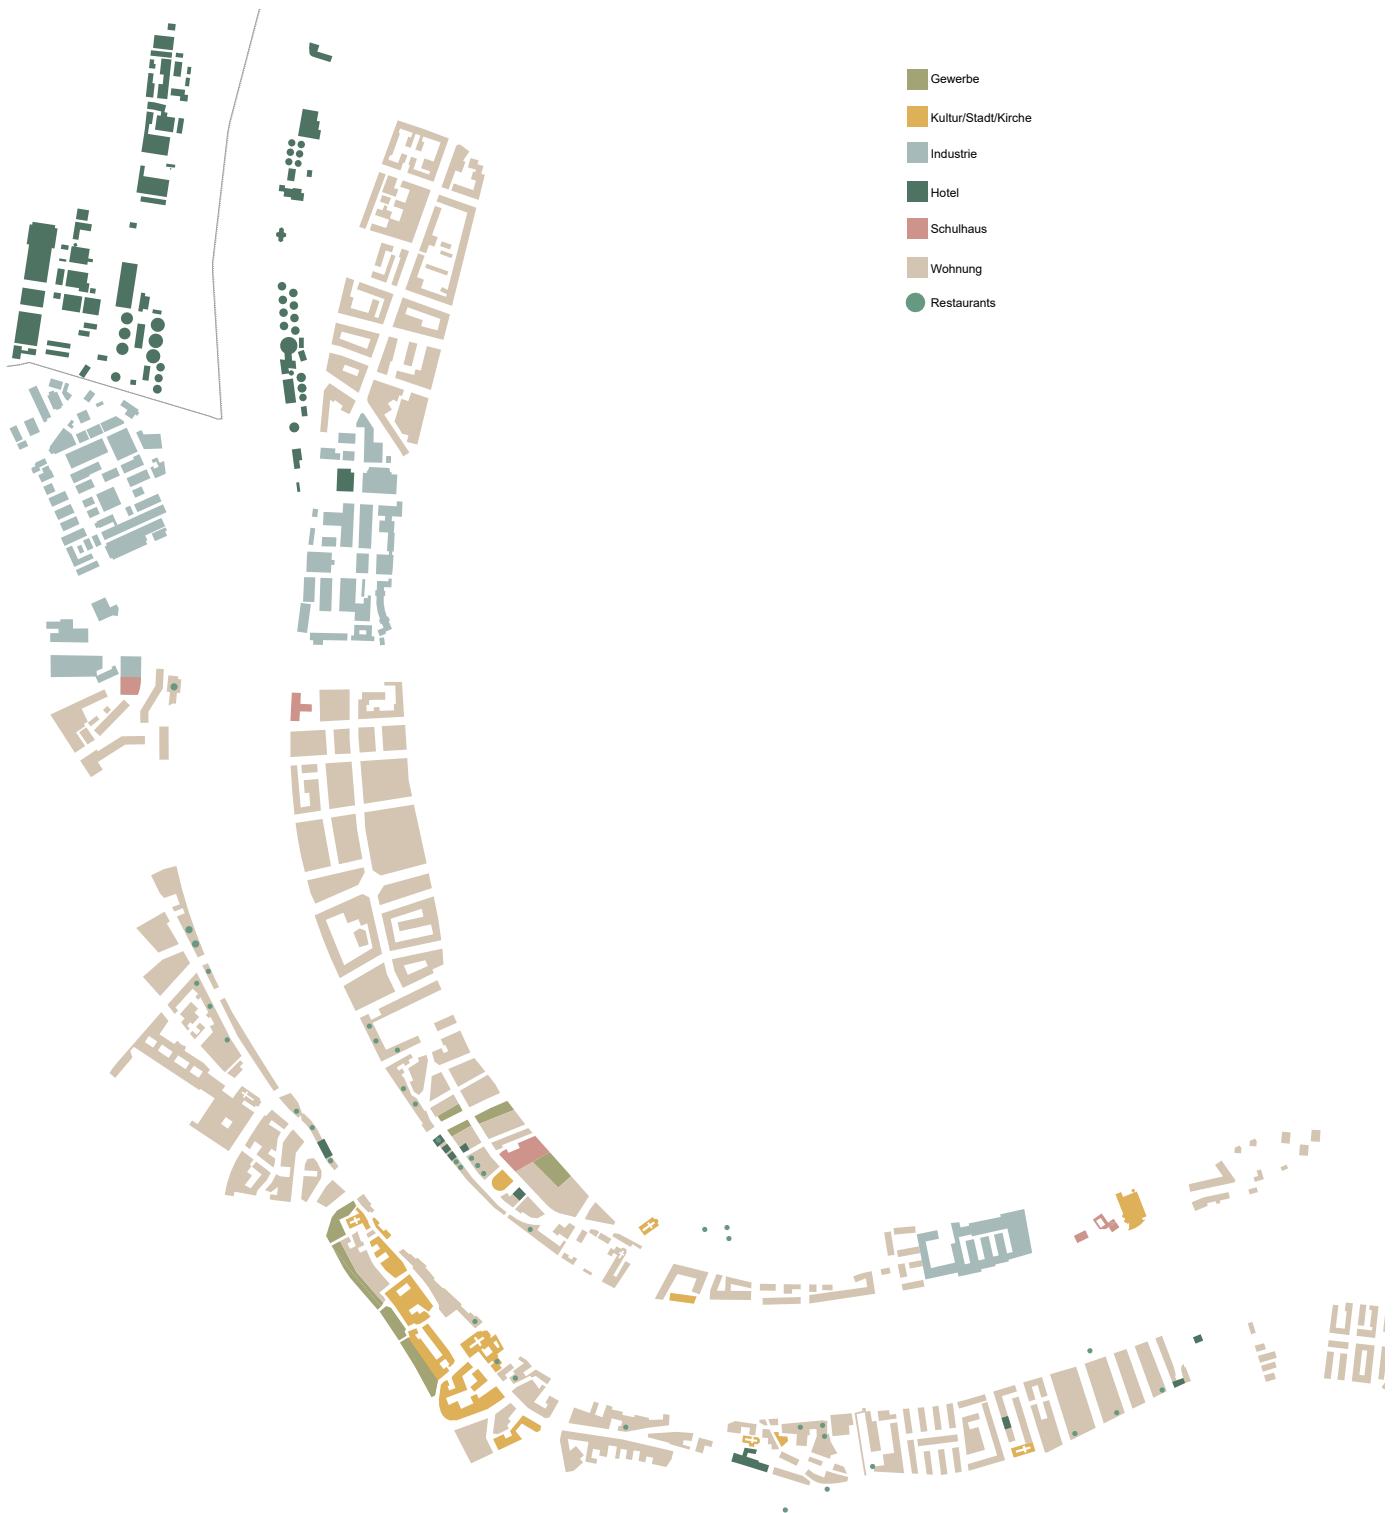 Gewerbe
Kultur/Stadt/Kirche
Industrie
Hotel
Schulhaus
Wohnung
Restaurants